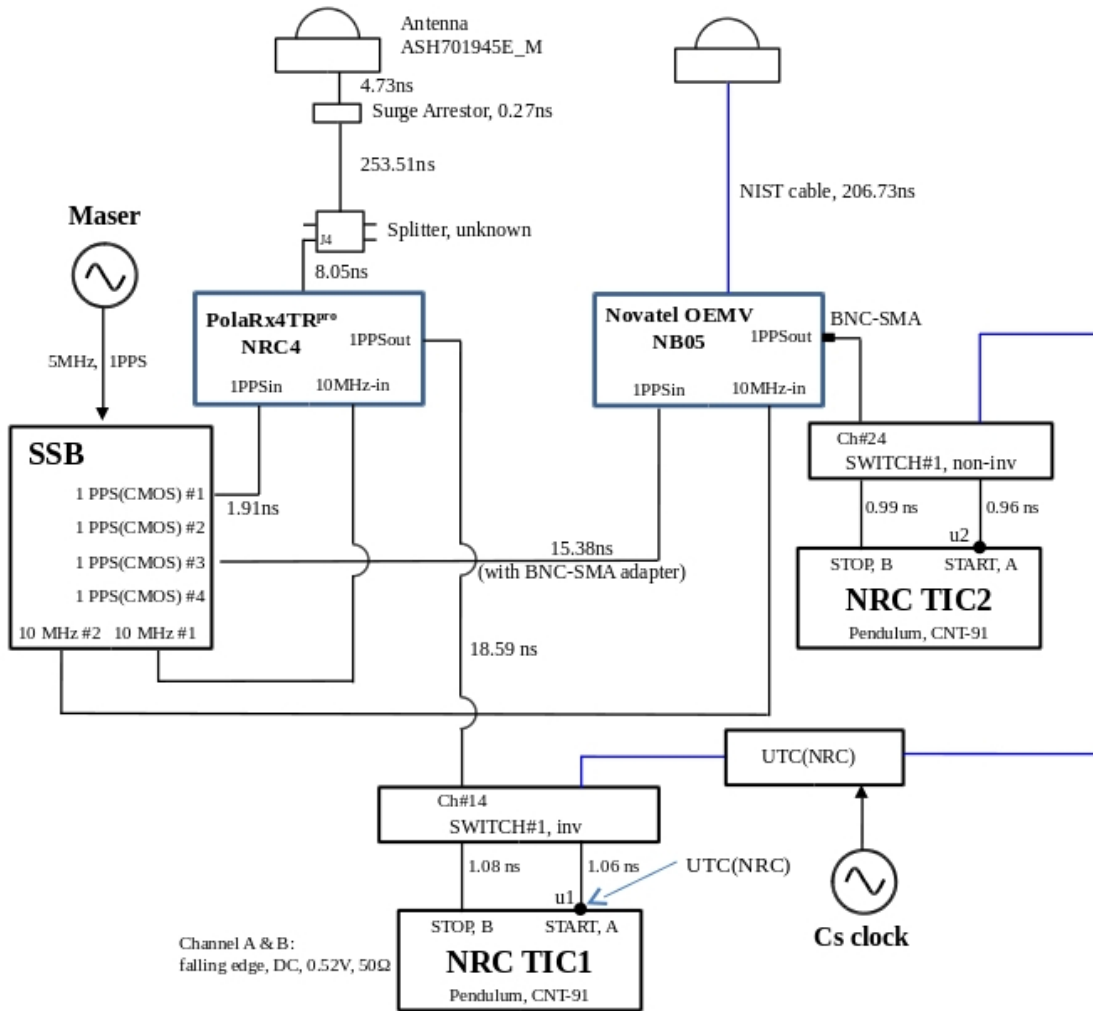 Antenna
ASH701945E_M
4.73ns
Surge Arrestor, 0.27ns
253.51ns
NIST cable, 206.73ns
Maser
Splitter, unknown
J4
8.05ns
PolaRx4TRpro
NRC4
1PPSout
1PPSin
10MHz-in
Novatel OEMV
NB05
1PPSout
1PPSin
10MHz-in
BNC-SMA
5MHz,
1PPS
SSB
1 PPS(CMOS) #1
1 PPS(CMOS) #2
1 PPS(CMOS) #3
1 PPS(CMOS) #4
10 MHz #2
10 MHz #1
1.91ns
15.38ns
(with BNC-SMA adapter)
Ch#24
SWITCH#1, non-inv
0.99 ns
0.96 ns
u2
STOP, B
START, A
NRC TIC2
Pendulum, CNT-91
18.59 ns
UTC(NRC)
Ch#14
SWITCH#1, inv
1.08 ns
1.06 ns
UTC(NRC)
u1
STOP, B
START, A
NRC TIC1
Pendulum, CNT-91
Cs clock
Channel A & B:
falling edge, DC, 0.52V, 50Ω